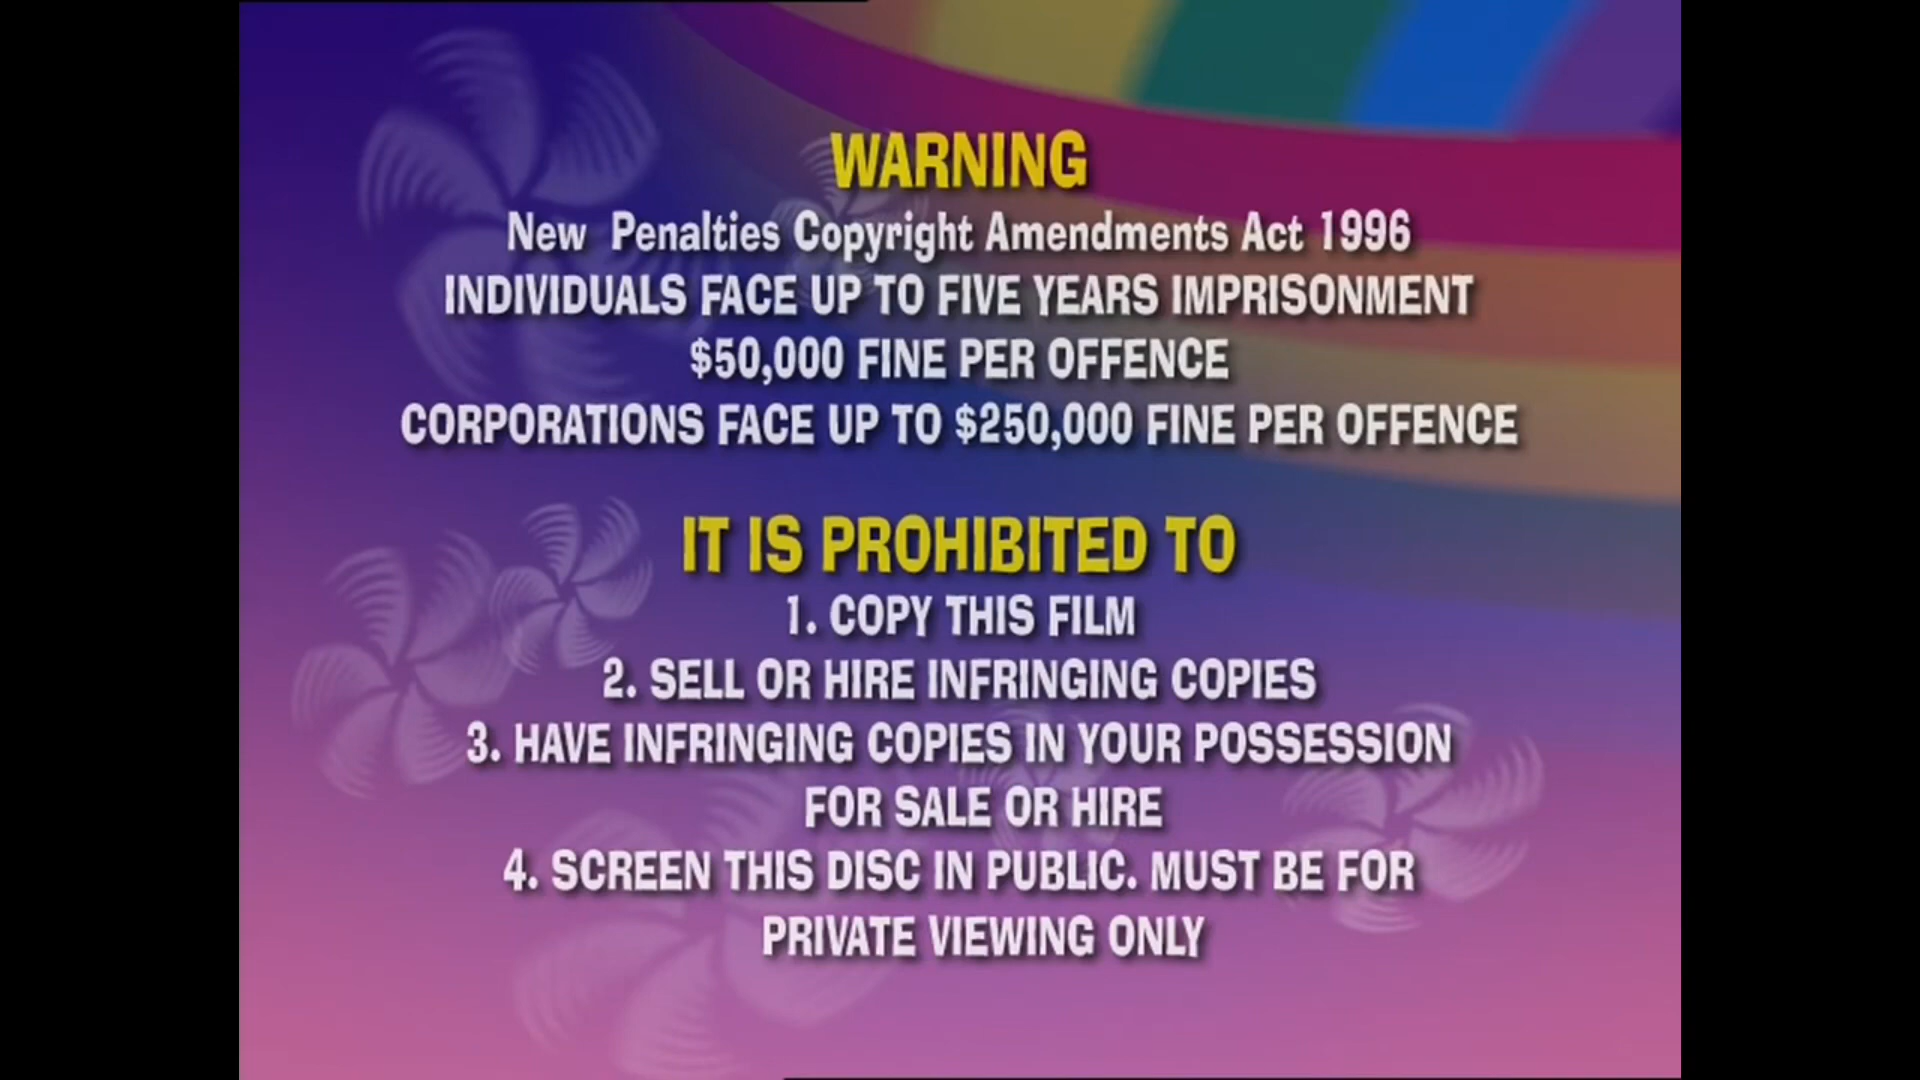 WARNING
New Penalties Copyright Amendments Act 1996
INDIVIDUALS FACE UP TO FIVE YEARS IMPRISONMENT
$50,000 FINE PER OFFENCE
CORPORATIONS FACE UP TO $250,000 FINE PER OFFENCE
IT IS PROHIBITED TO
1. COPY THIS FILM
2. SELL OR HIRE INFRINGING COPIES
3. HAVE INFRINGING COPIES IN YOUR POSSESSION
FOR SALE OR HIRE
4. SCREEN THIS DISC IN PUBLIC. MUST BE FOR
PRIVATE VIEWING ONLY